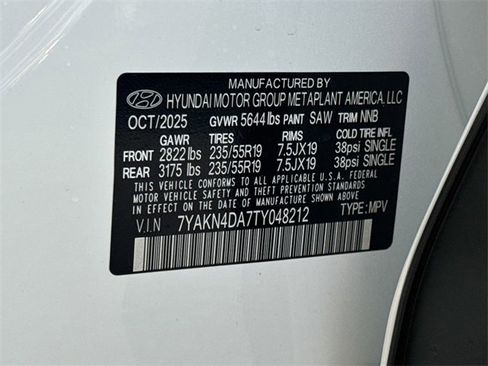 MANUFACTURED BY
HYUNDAI MOTOR GROUP METAPLANT AMERICA, LLC
OCT/2025 GVWR 5644 lbs PAINT SAW TRIM NNB
GAWR TIRES RIMS COLD TIRE INFL
FRONT 2822 lbs 235/55R19 7.5JX19 38psi SINGLE
REAR 3175 lbs 235/55R19 7.5JX19 38psi SINGLE
THIS VEHICLE CONFORMS TO ALL APPLICABLE U.S.A. FEDERAL
MOTOR VEHICLE SAFETY, BUMPER, AND THEFT PREVENTION
STANDARDS IN EFFECT ON THE DATE OF MANUFACTURE SHOWN ABOVE.
V.I.N 7YAKN4DA7TY048212 TYPE: MPV